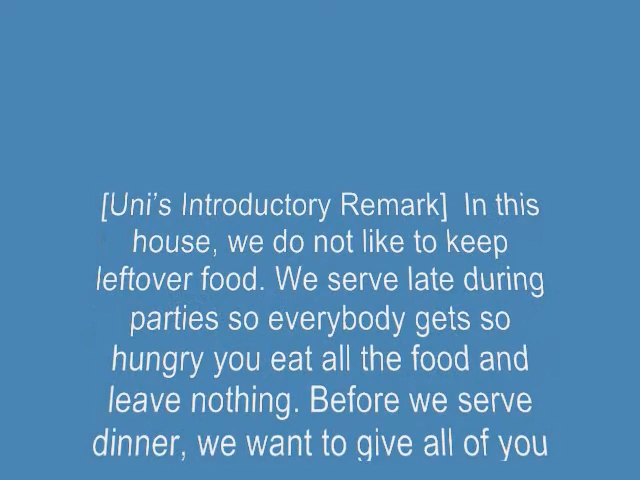 [Uni's Introductory Remark]  In this
house, we do not like to keep
leftover food. We serve late during
parties so everybody gets so
hungry you eat all the food and
leave nothing. Before we serve
dinner, we want to give all of you